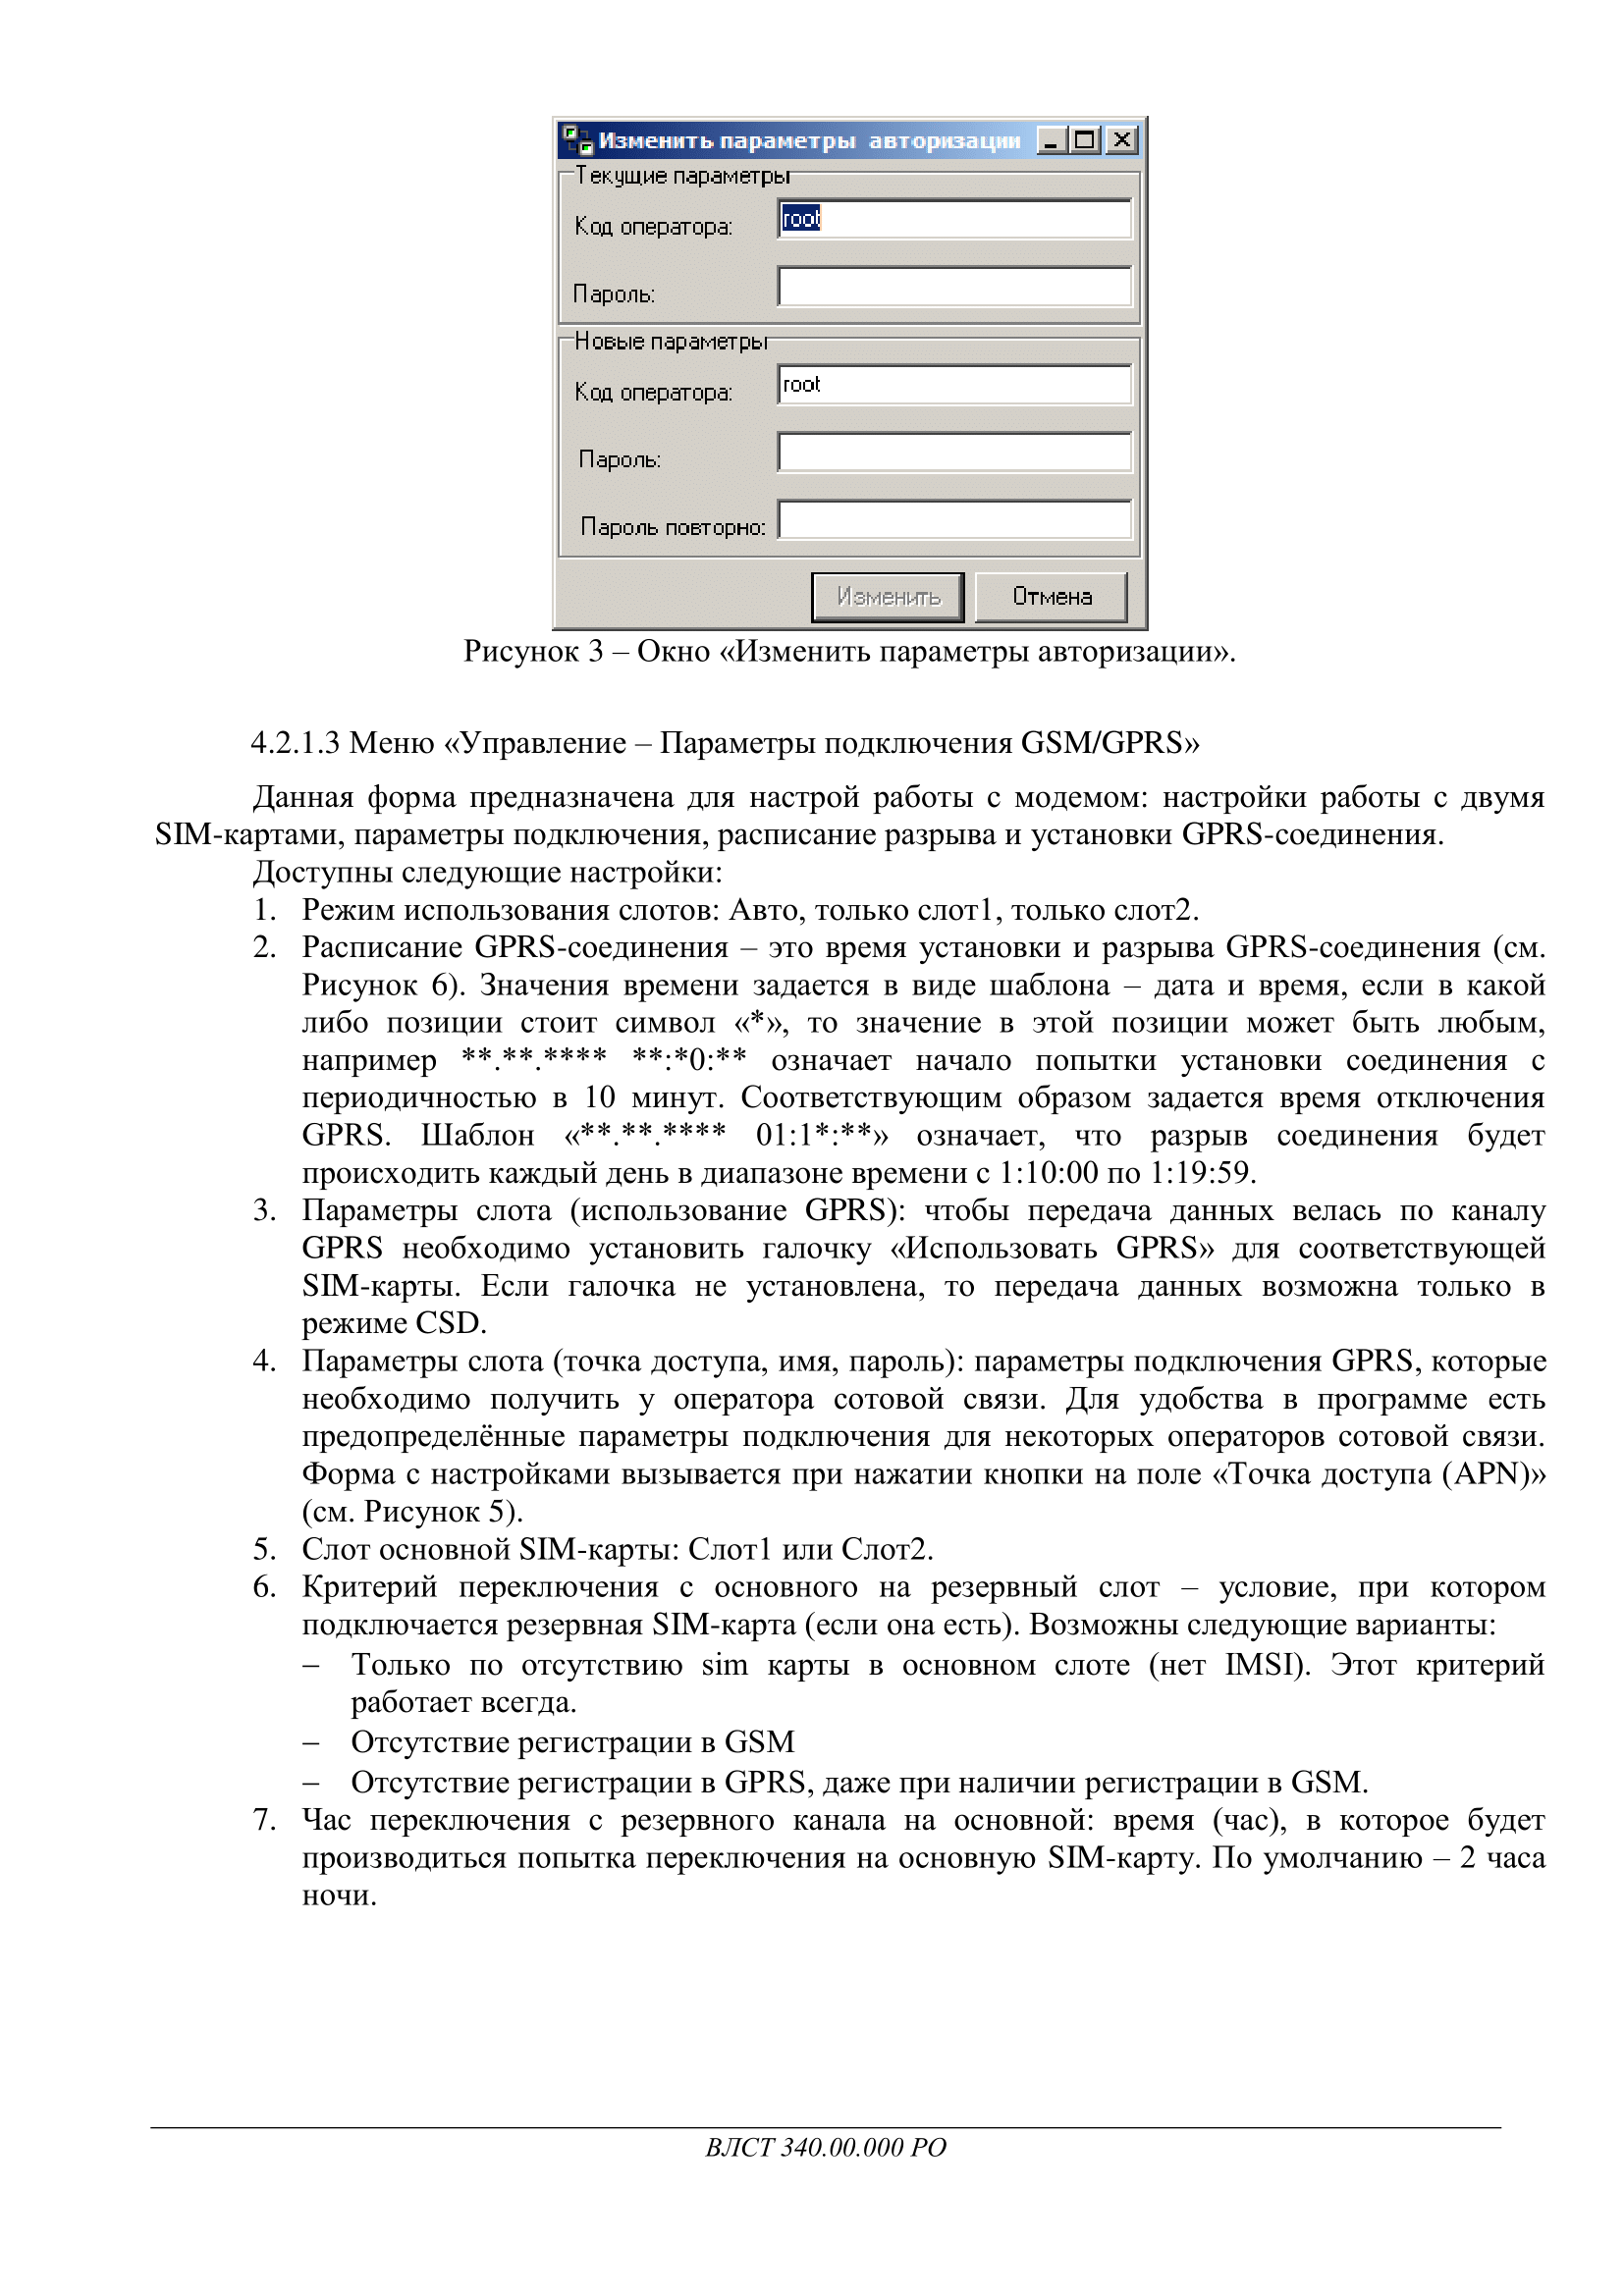 Изменить параметры авторизации
Текущие параметры
Код оператора:
root
Пароль:
Новые параметры
Код оператора:
root
Пароль:
Пароль повторно:
Изменить
Отмена
Рисунок 3 – Окно «Изменить параметры авторизации».
4.2.1.3 Меню «Управление – Параметры подключения GSM/GPRS»
Данная форма предназначена для настрой работы с модемом: настройки работы с двумя
SIM-картами, параметры подключения, расписание разрыва и установки GPRS-соединения.
Доступны следующие настройки:
1. Режим использования слотов: Авто, только слот1, только слот2.
2. Расписание GPRS-соединения – это время установки и разрыва GPRS-соединения (см.
Рисунок 6). Значения времени задается в виде шаблона – дата и время, если в какой
либо позиции стоит символ «*», то значение в этой позиции может быть любым,
например **.**.**** **:*0:** означает начало попытки установки соединения с
периодичностью в 10 минут. Соответствующим образом задается время отключения
GPRS. Шаблон «**.**.**** 01:1*:**» означает, что разрыв соединения будет
происходить каждый день в диапазоне времени с 1:10:00 по 1:19:59.
3. Параметры слота (использование GPRS): чтобы передача данных велась по каналу
GPRS необходимо установить галочку «Использовать GPRS» для соответствующей
SIM-карты. Если галочка не установлена, то передача данных возможна только в
режиме CSD.
4. Параметры слота (точка доступа, имя, пароль): параметры подключения GPRS, которые
необходимо получить у оператора сотовой связи. Для удобства в программе есть
предопределённые параметры подключения для некоторых операторов сотовой связи.
Форма с настройками вызывается при нажатии кнопки на поле «Точка доступа (APN)»
(см. Рисунок 5).
5. Слот основной SIM-карты: Слот1 или Слот2.
6. Критерий переключения с основного на резервный слот – условие, при котором
подключается резервная SIM-карта (если она есть). Возможны следующие варианты:
– Только по отсутствию sim карты в основном слоте (нет IMSI). Этот критерий
работает всегда.
– Отсутствие регистрации в GSM
– Отсутствие регистрации в GPRS, даже при наличии регистрации в GSM.
7. Час переключения с резервного канала на основной: время (час), в которое будет
производиться попытка переключения на основную SIM-карту. По умолчанию – 2 часа
ночи.
ВЛСТ 340.00.000 РО